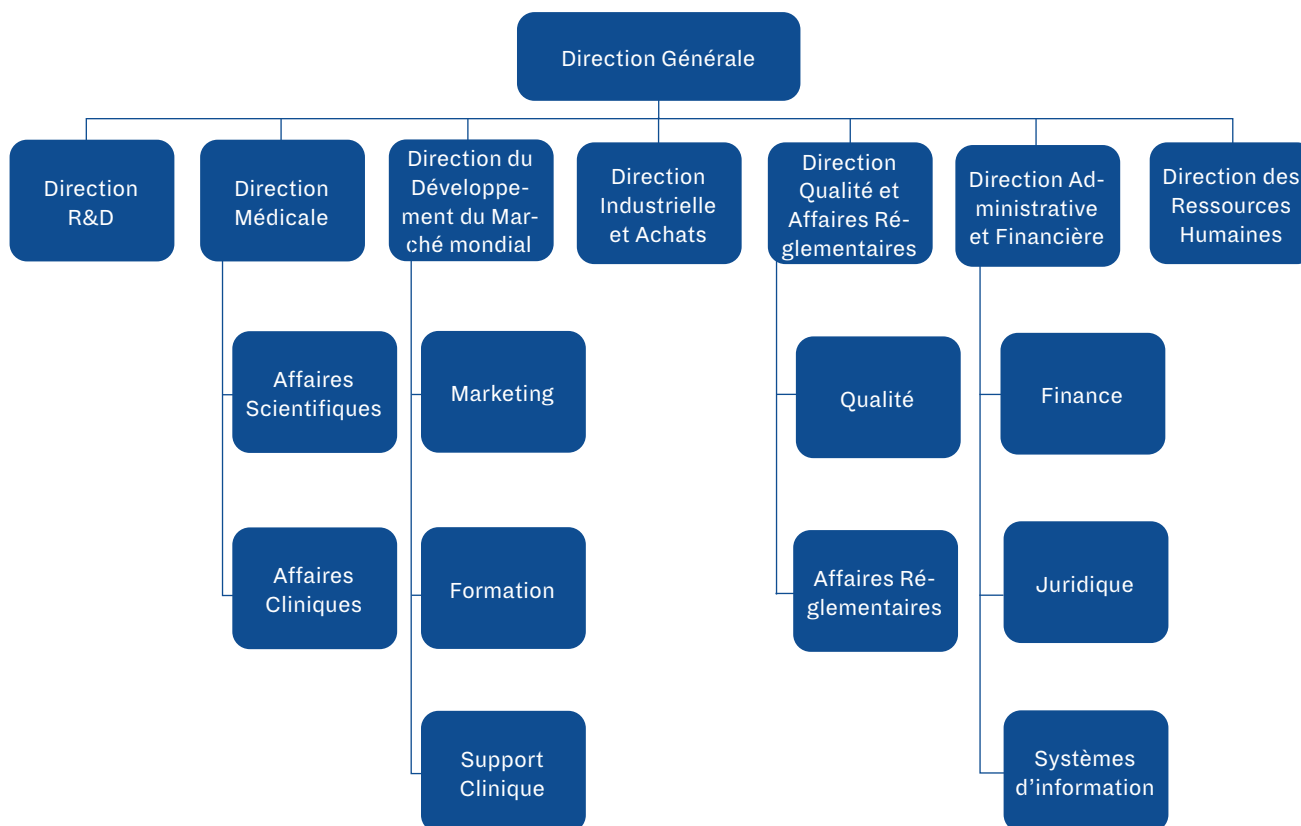 Direction Générale
Direction
R&D
Direction
Médicale
Direction du
Développe-
ment du Mar-
ché mondial
Direction
Industrielle
et Achats
Direction
Qualité et
Affaires Ré-
glementaires
Direction Ad-
ministrative
et Financière
Direction des
Ressources
Humaines
Affaires
Scientifiques
Marketing
Qualité
Finance
Affaires
Cliniques
Formation
Affaires Ré-
glementaires
Juridique
Support
Clinique
Systèmes
d’information